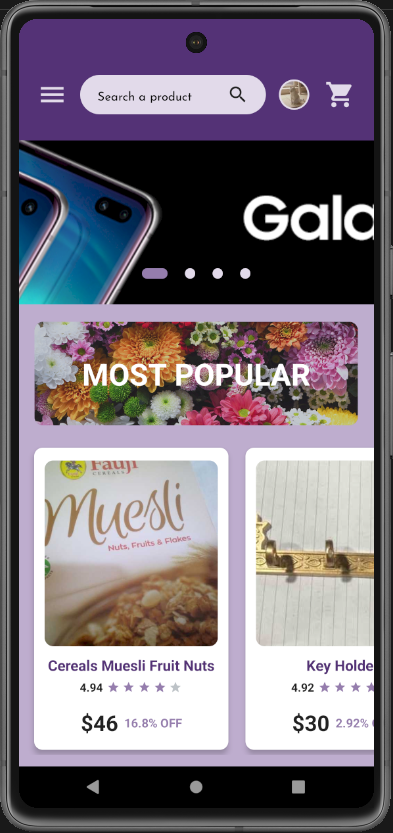 Search a product
Gala
MOST POPULAR
Fauji
CEREALS
Muesli
Nuts, Fruits & Flakes
Cereals Muesli Fruit Nuts
4.94
$46 16.8% OFF
Key Holde
4.92
$30 2.92%